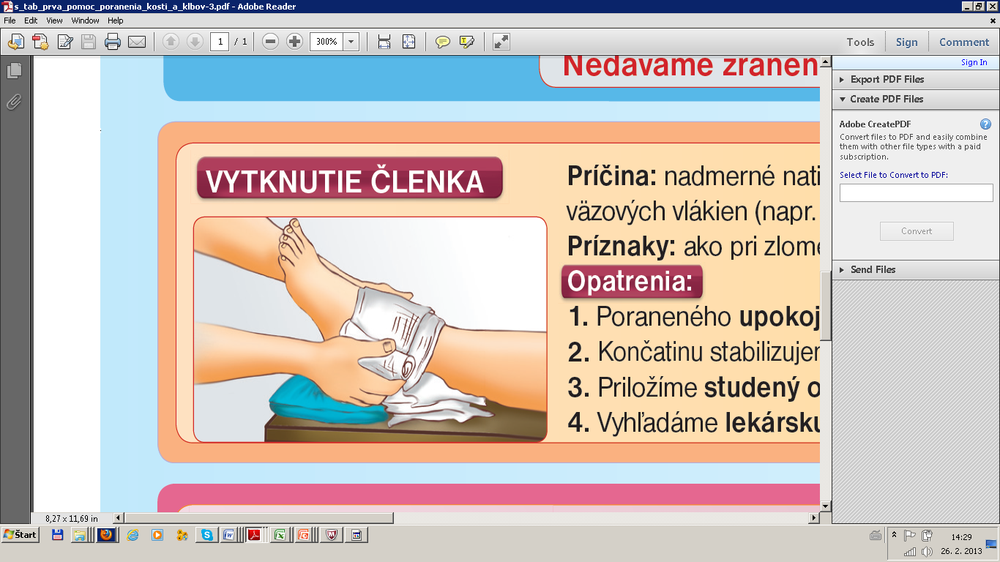 s_tab_prva_pomoc_poranenia_kosti_a_klbov-3.pdf - Adobe Reader
File Edit View Window Help
1 / 1 300% Tools Sign Comment
Sign In
Export PDF Files
Create PDF Files
Adobe CreatePDF
Convert files to PDF and easily combine
them with other file types with a paid
subscription.
Select File to Convert to PDF:
Convert
Send Files
Nedávame zranen
VYTKNUTIE ČLENKA
Príčina: nadmerné nati
väzových vlákien (napr.
Príznaky: ako pri zlome
Opatrenia:
1. Poraneného upokoj
2. Končatinu stabilizujer
3. Priložíme studený o
4. Vyhľadáme lekársku
8,27 x 11,69 in
Štart
14:29
26. 2. 2013